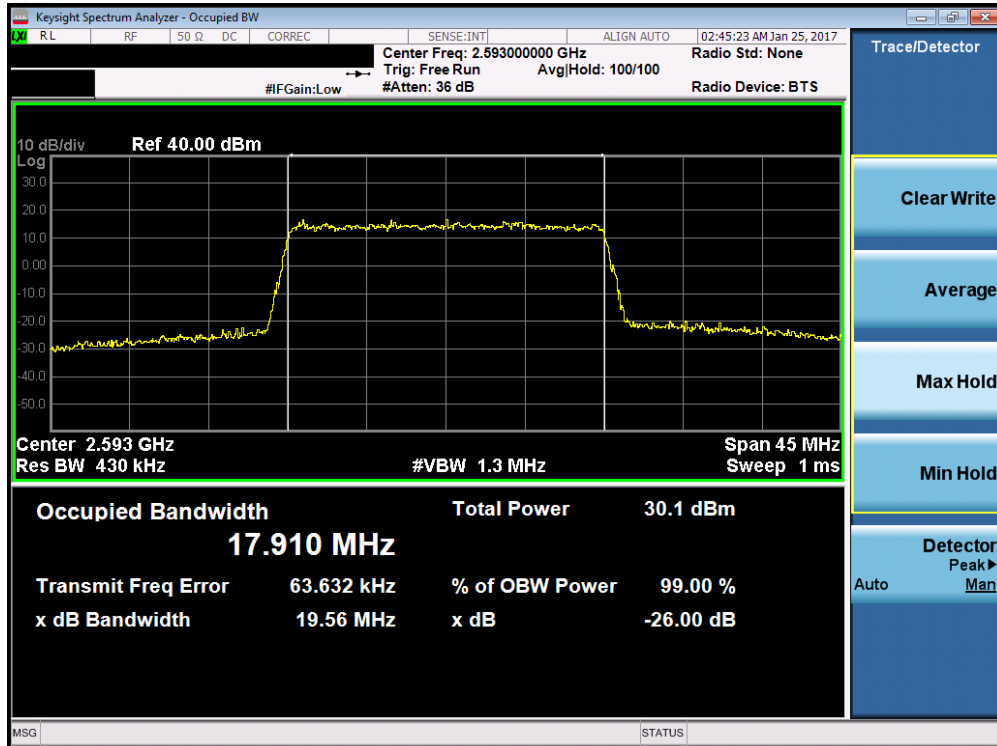 Keysight Spectrum Analyzer - Occupied BW
LXI RL RF 50 Ω DC CORREC SENSE:INT ALIGN AUTO 02:45:23 AM Jan 25, 2017
Center Freq: 2.593000000 GHz Radio Std: None
Trig: Free Run Avg|Hold: 100/100
#IFGain:Low #Atten: 36 dB Radio Device: BTS
10 dB/div Ref 40.00 dBm
Log
30.0
20.0
10.0
0.00
-10.0
-20.0
-30.0
-40.0
-50.0
Center 2.593 GHz Span 45 MHz
Res BW 430 kHz #VBW 1.3 MHz Sweep 1 ms
Occupied Bandwidth Total Power 30.1 dBm
17.910 MHz
Transmit Freq Error 63.632 kHz % of OBW Power 99.00 %
x dB Bandwidth 19.56 MHz x dB -26.00 dB
Trace/Detector
Clear Write
Average
Max Hold
Min Hold
Detector
Peak▶
Auto Man
MSG STATUS